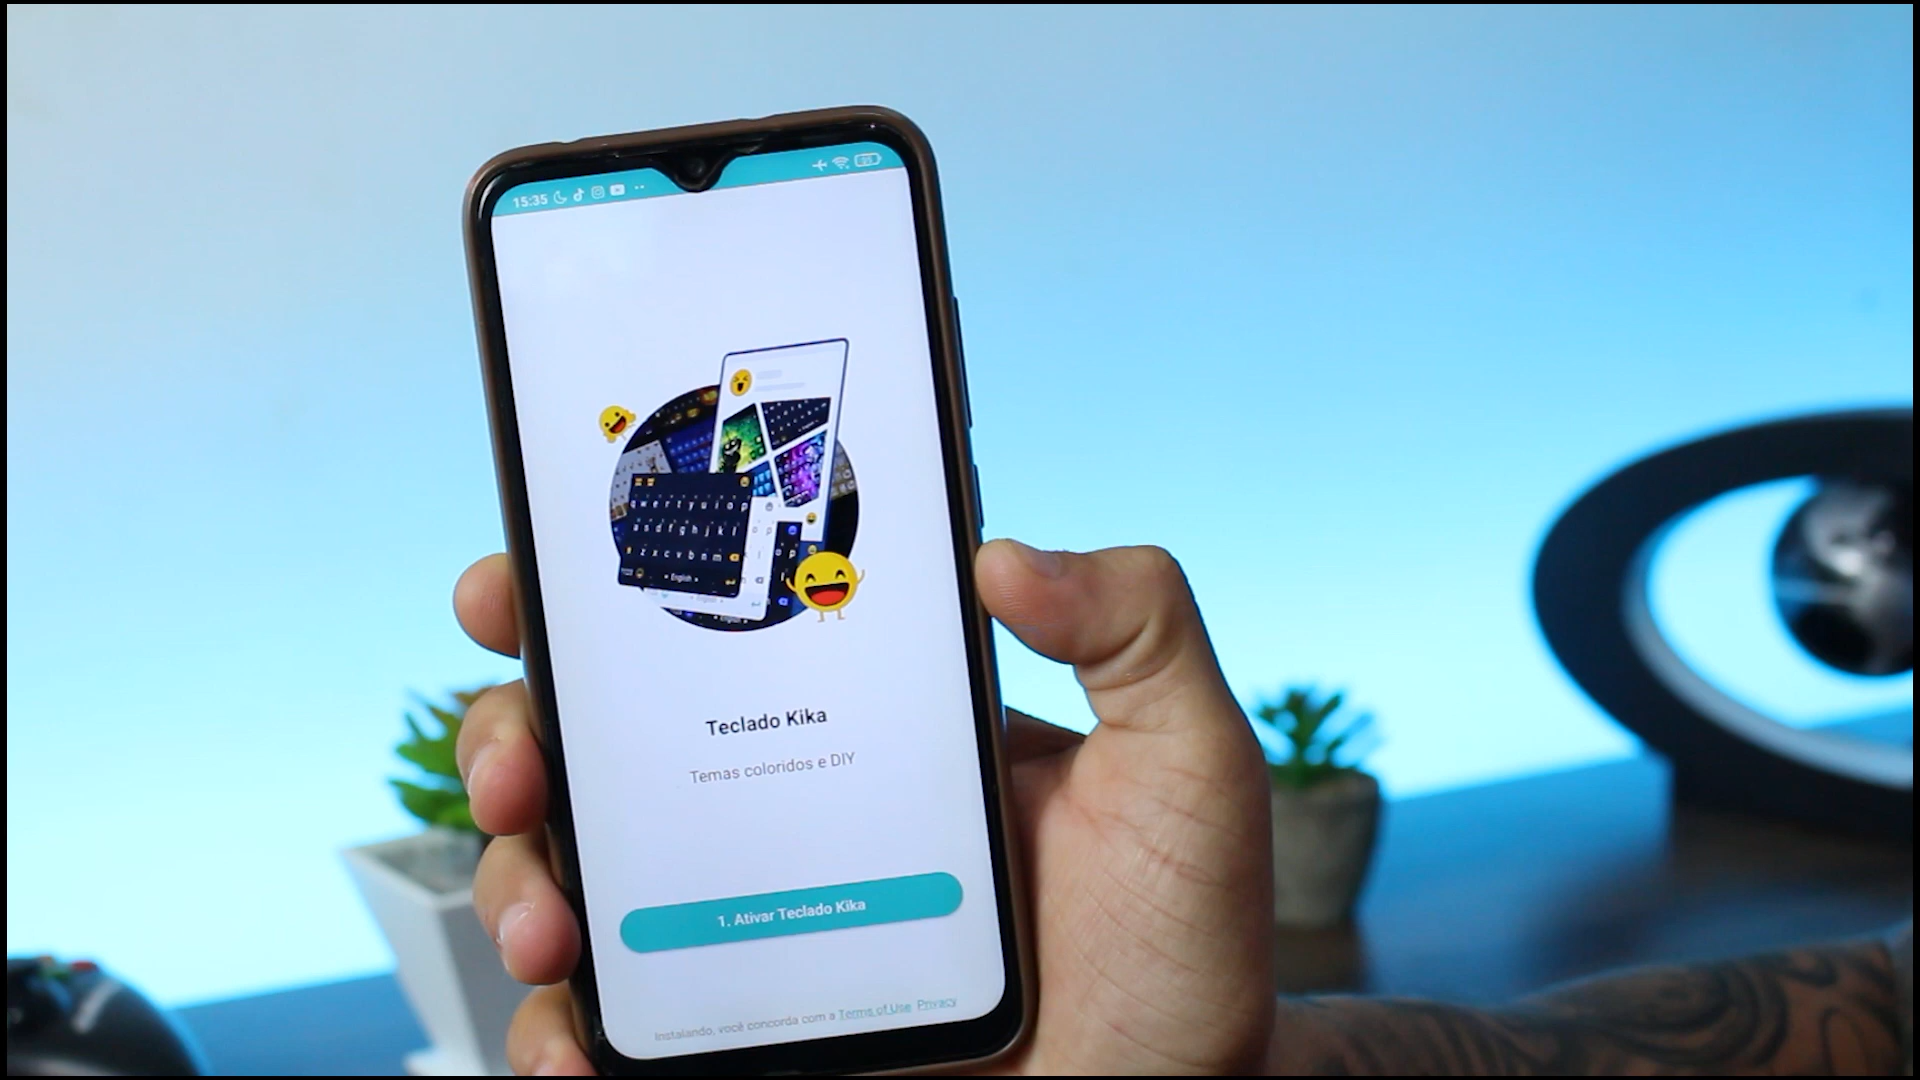 15:35
q w e r t y u i o p
a s d f g h j k l
z x c v b n m
English
Teclado Kika
Temas coloridos e DIY
1. Ativar Teclado Kika
Instalando, você concorda com a Terms of Use Privacy